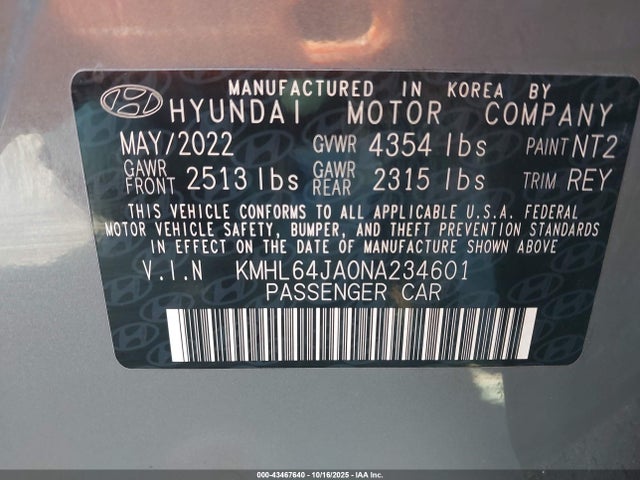 MANUFACTURED IN KOREA BY
HYUNDAI MOTOR COMPANY
MAY/2022 GVWR 4354 lbs PAINT NT2
GAWR FRONT 2513 lbs GAWR REAR 2315 lbs TRIM REY
THIS VEHICLE CONFORMS TO ALL APPLICABLE U.S.A. FEDERAL
MOTOR VEHICLE SAFETY, BUMPER, AND THEFT PREVENTION STANDARDS
IN EFFECT ON THE DATE OF MANUFACTURE SHOWN ABOVE
V.I.N KMHL64JA0NA234601
PASSENGER CAR
000-43467640 - 10/16/2025 - IAA Inc.